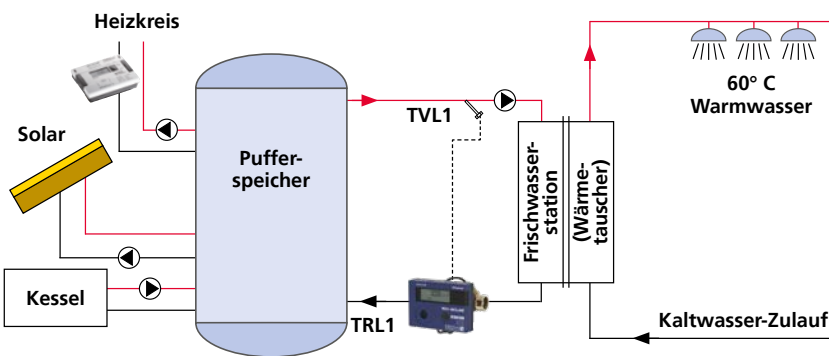 Heizkreis
Solar
Kessel
Puffer-
speicher
TVL1
TRL1
Frischwasser-
station
(Wärme-
tauscher)
60° C
Warmwasser
Kaltwasser-Zulauf